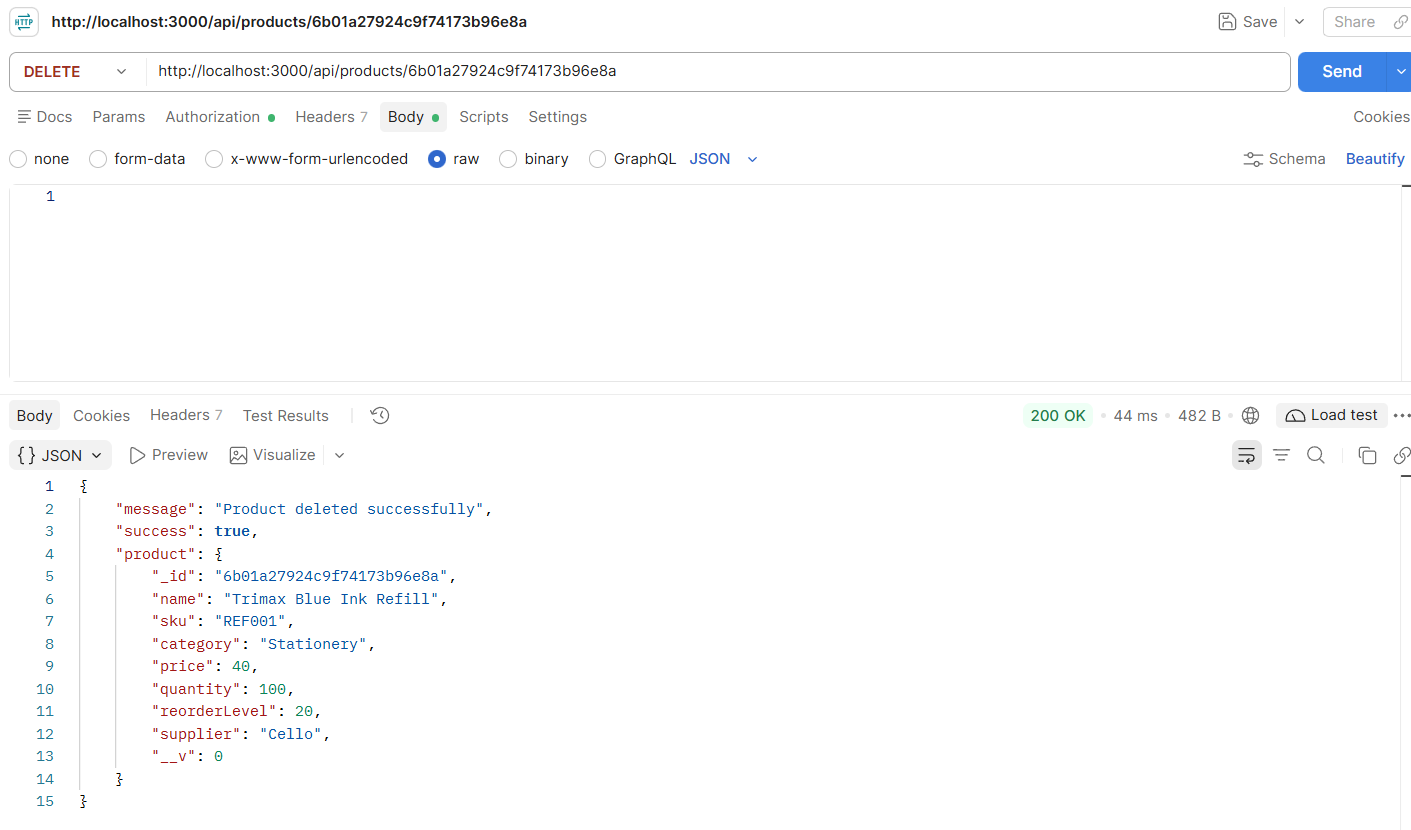 HTTP http://localhost:3000/api/products/6b01a27924c9f74173b96e8a Save Share
DELETE http://localhost:3000/api/products/6b01a27924c9f74173b96e8a Send
Docs Params Authorization Headers 7 Body Scripts Settings Cookies
none form-data x-www-form-urlencoded raw binary GraphQL JSON Schema Beautify
1
Body Cookies Headers 7 Test Results 200 OK 44 ms 482 B Load test
{} JSON Preview Visualize
1 {
2 "message": "Product deleted successfully",
3 "success": true,
4 "product": {
5 "_id": "6b01a27924c9f74173b96e8a",
6 "name": "Trimax Blue Ink Refill",
7 "sku": "REF001",
8 "category": "Stationery",
9 "price": 40,
10 "quantity": 100,
11 "reorderLevel": 20,
12 "supplier": "Cello",
13 "__v": 0
14 }
15 }